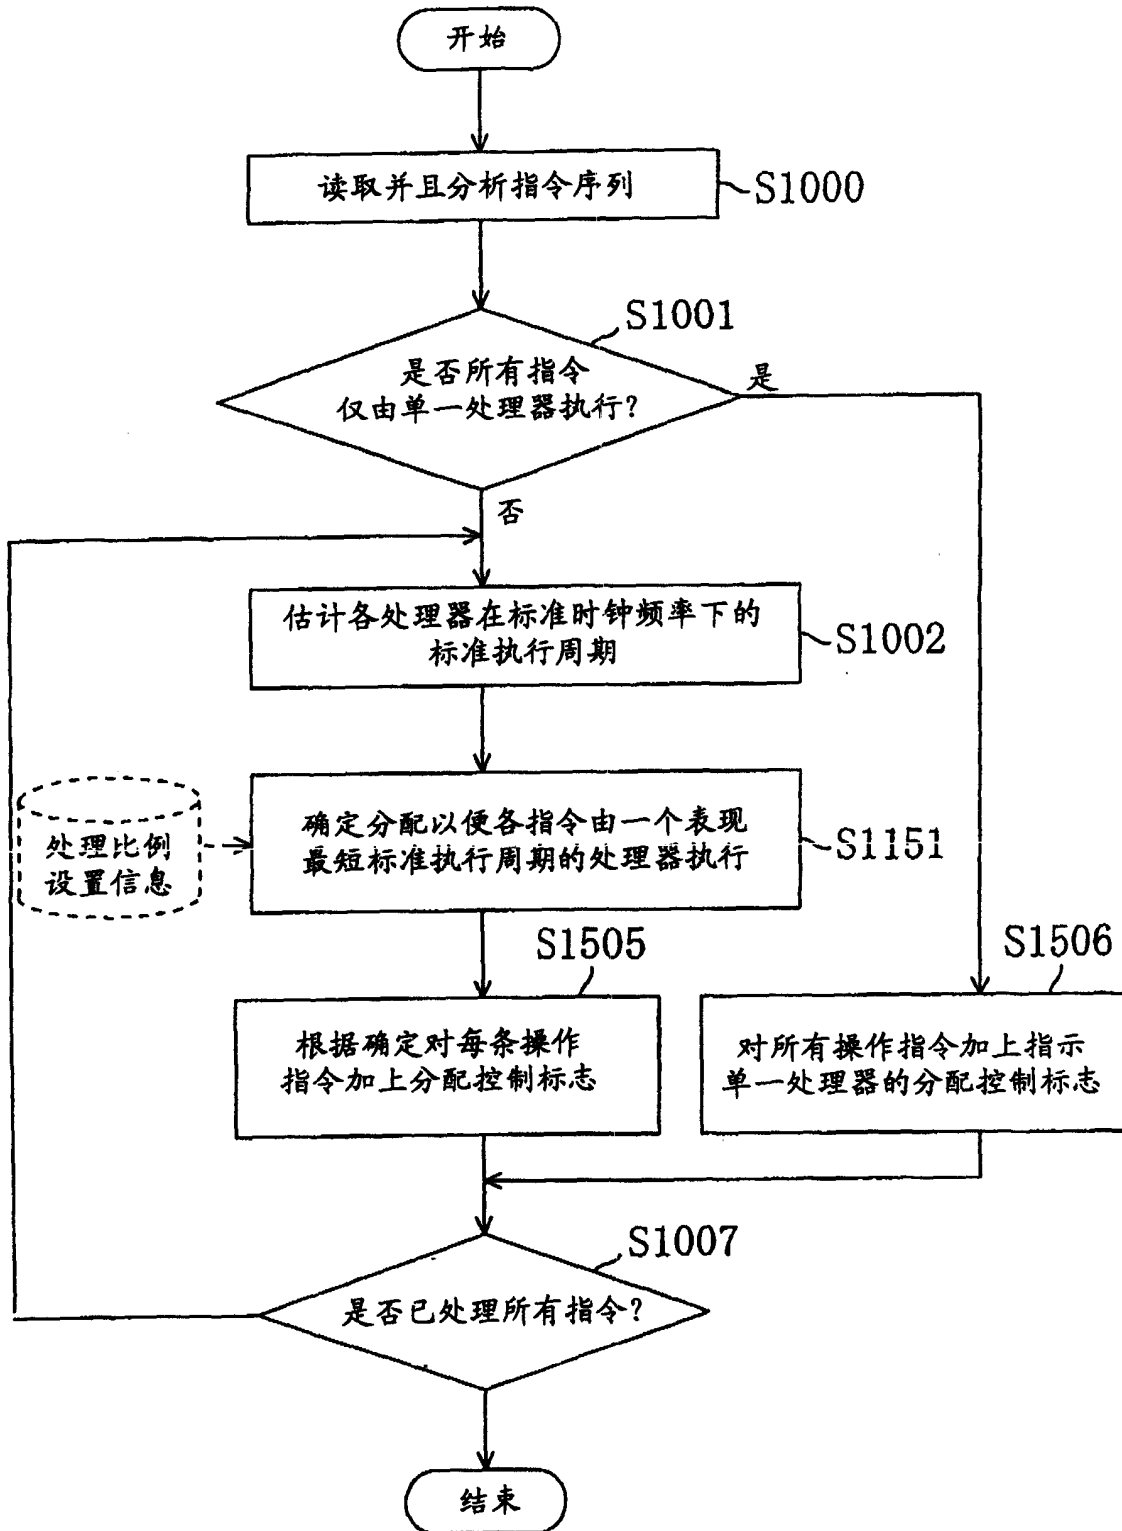 开始
读取并且分析指令序列
S1000
S1001
是否所有指令
仅由单一处理器执行?
是
否
估计各处理器在标准时钟频率下的
标准执行周期
S1002
处理比例
设置信息
确定分配以便各指令由一个表现
最短标准执行周期的处理器执行
S1151
S1505
根据确定对每条操作
指令加上分配控制标志
S1506
对所有操作指令加上指示
单一处理器的分配控制标志
S1007
是否已处理所有指令?
结束